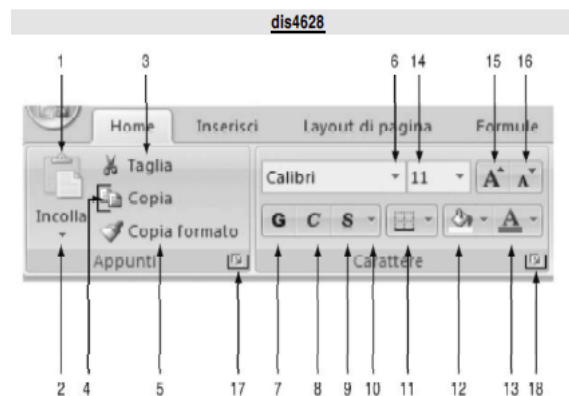 dis4628
1 3 6 14 15 16
Home Inserisci Layout di pagina Formule
Incolla
Taglia
Copia
Copia formato
Appunti
Calibri 11 A A
G C S A
Carattere
2 4 5 17 7 8 9 10 11 12 13 18